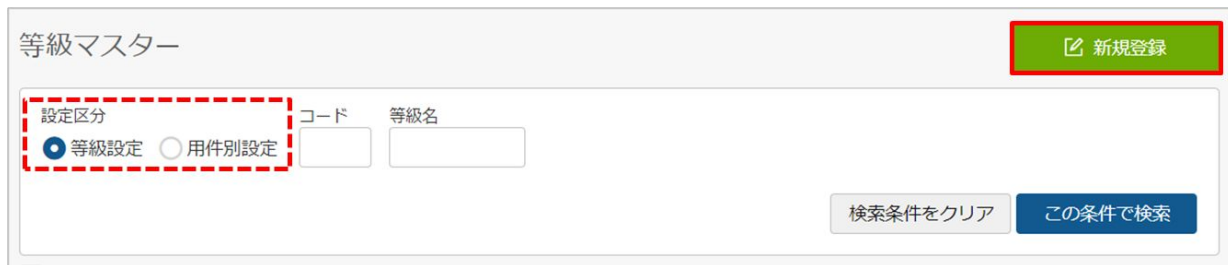 等級マスター
新規登録
設定区分
コード
等級名
等級設定
用件別設定
検索条件をクリア
この条件で検索